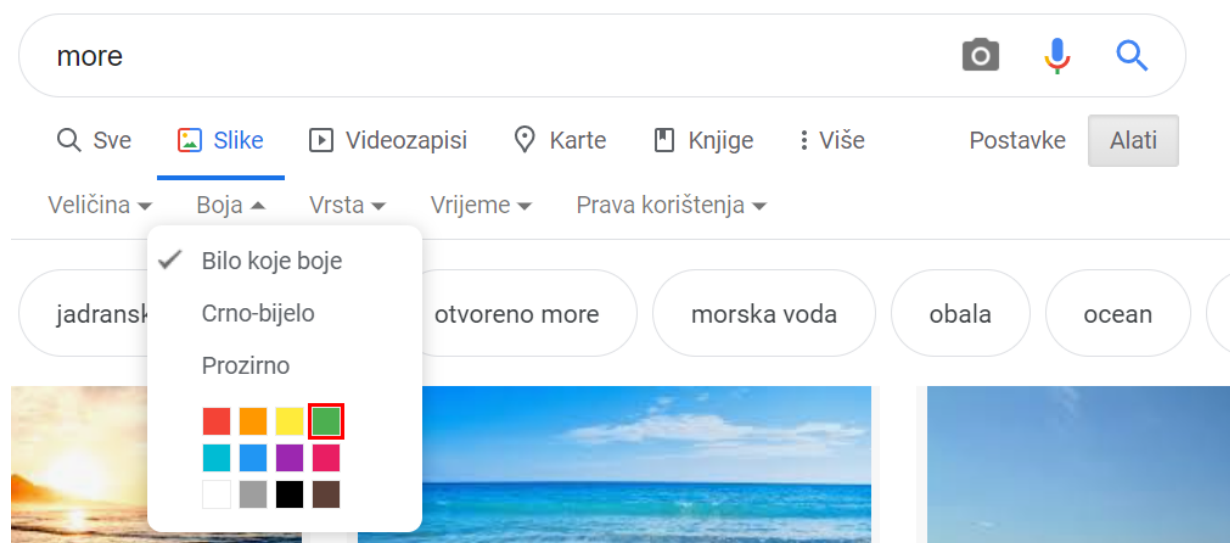 more
Sve Slike Videozapisi Karte Knjige Više Postavke Alati
Veličina Boja Vrsta Vrijeme Prava korištenja
Bilo koje boje
Crno-bijelo
Prozirno
jadransk otvoreno more morska voda obala ocean